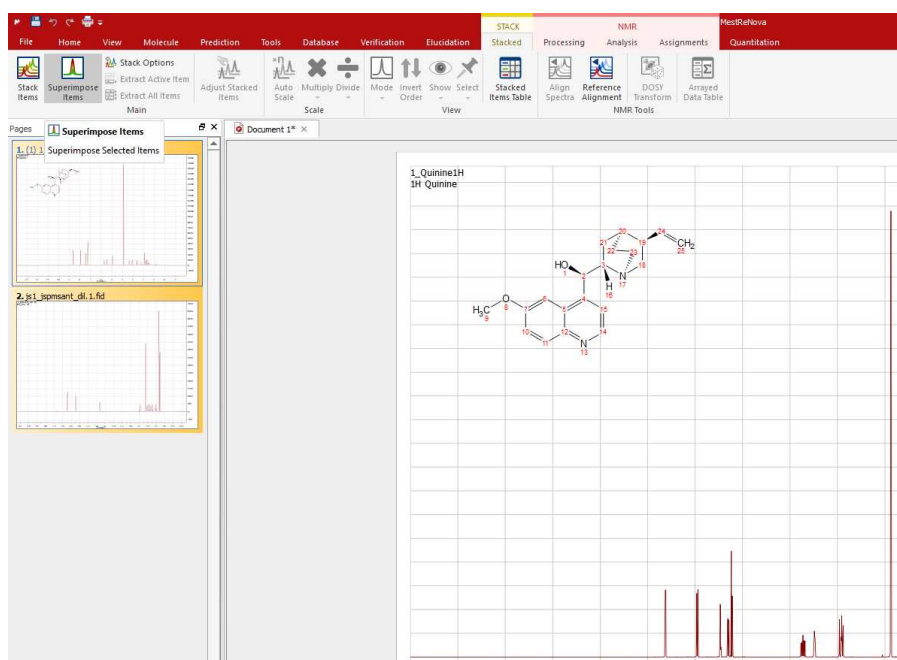 STACK NMR MestReNova
File Home View Molecule Prediction Tools Database Verification Elucidation Stacked Processing Analysis Assignments Quantitation
Stack Items
Superimpose Items
Stack Options
Extract Active Item
Extract All Items
Adjust Stacked Items
Auto Scale
Multiply
Divide
Mode
Invert Order
Show
Select
Stacked Items Table
Align Spectra
Reference Alignment
DOSY Transform
Arrayed Data Table
Main Scale View NMR Tools
Pages
Superimpose Items
Superimpose Selected Items
Document 1*
1. (1) 1
2. js1_jspmsant_dil.1.fid
1_Quinine1H
1H Quinine
20
24
21
19
22
23
CH2
25
HO
1
3
18
2
N
17
H
16
O
8
H3C
9
4
6
15
7
5
10
12
14
11
N
13